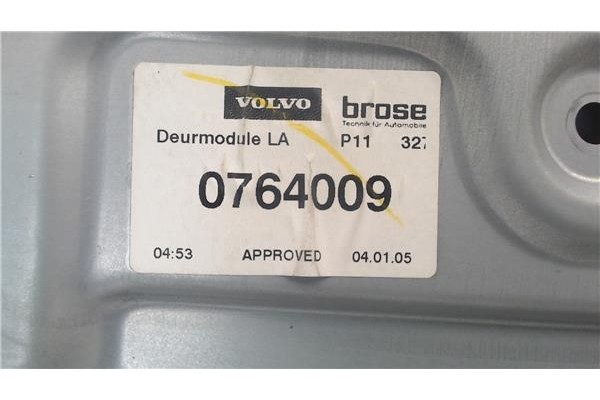 VOLVO brose
Technik für Automobile
Deurmodule LA P11 327
0764009
04:53 APPROVED 04.01.05